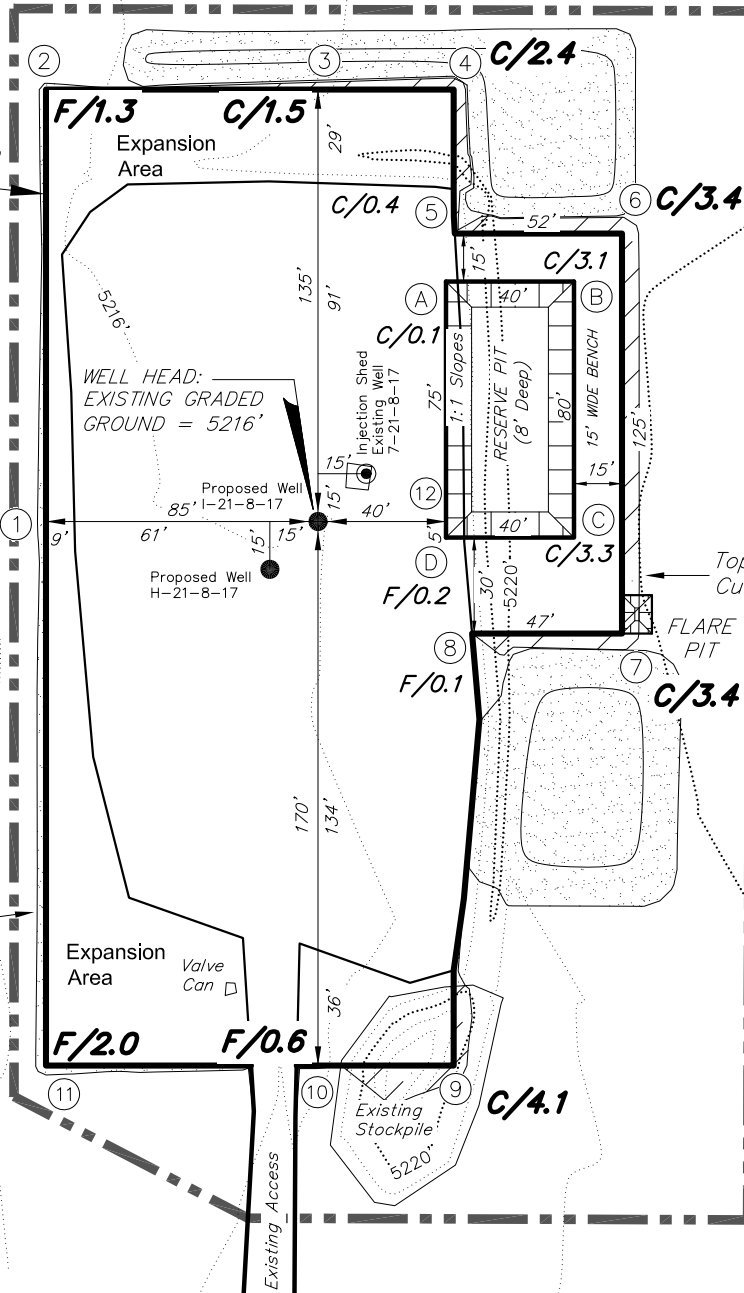 2
3
4
C/2.4
F/1.3
C/1.5
Expansion
Area
29'
C/0.4
5
6
C/3.4
52'
15'
C/3.1
A
40'
B
C/0.1
5216'
135'
91'
WELL HEAD:
EXISTING GRADED
GROUND = 5216'
Injection Shed
Existing Well
7-21-8-17
75'
1:1 Slopes
RESERVE PIT
(8' Deep)
80'
15' WIDE BENCH
125'
15'
15'
15'
12
Proposed Well
I-21-8-17
1
9'
85'
61'
15'
15'
40'
5'
40'
C
D
C/3.3
Proposed Well
H-21-8-17
F/0.2
30'
5220'
47'
Top
Cu
FLARE
PIT
8
F/0.1
7
C/3.4
170'
134'
Expansion
Area
Valve
Can
36'
F/2.0
F/0.6
11
10
9
C/4.1
Existing
Stockpile
5220'
Existing Access